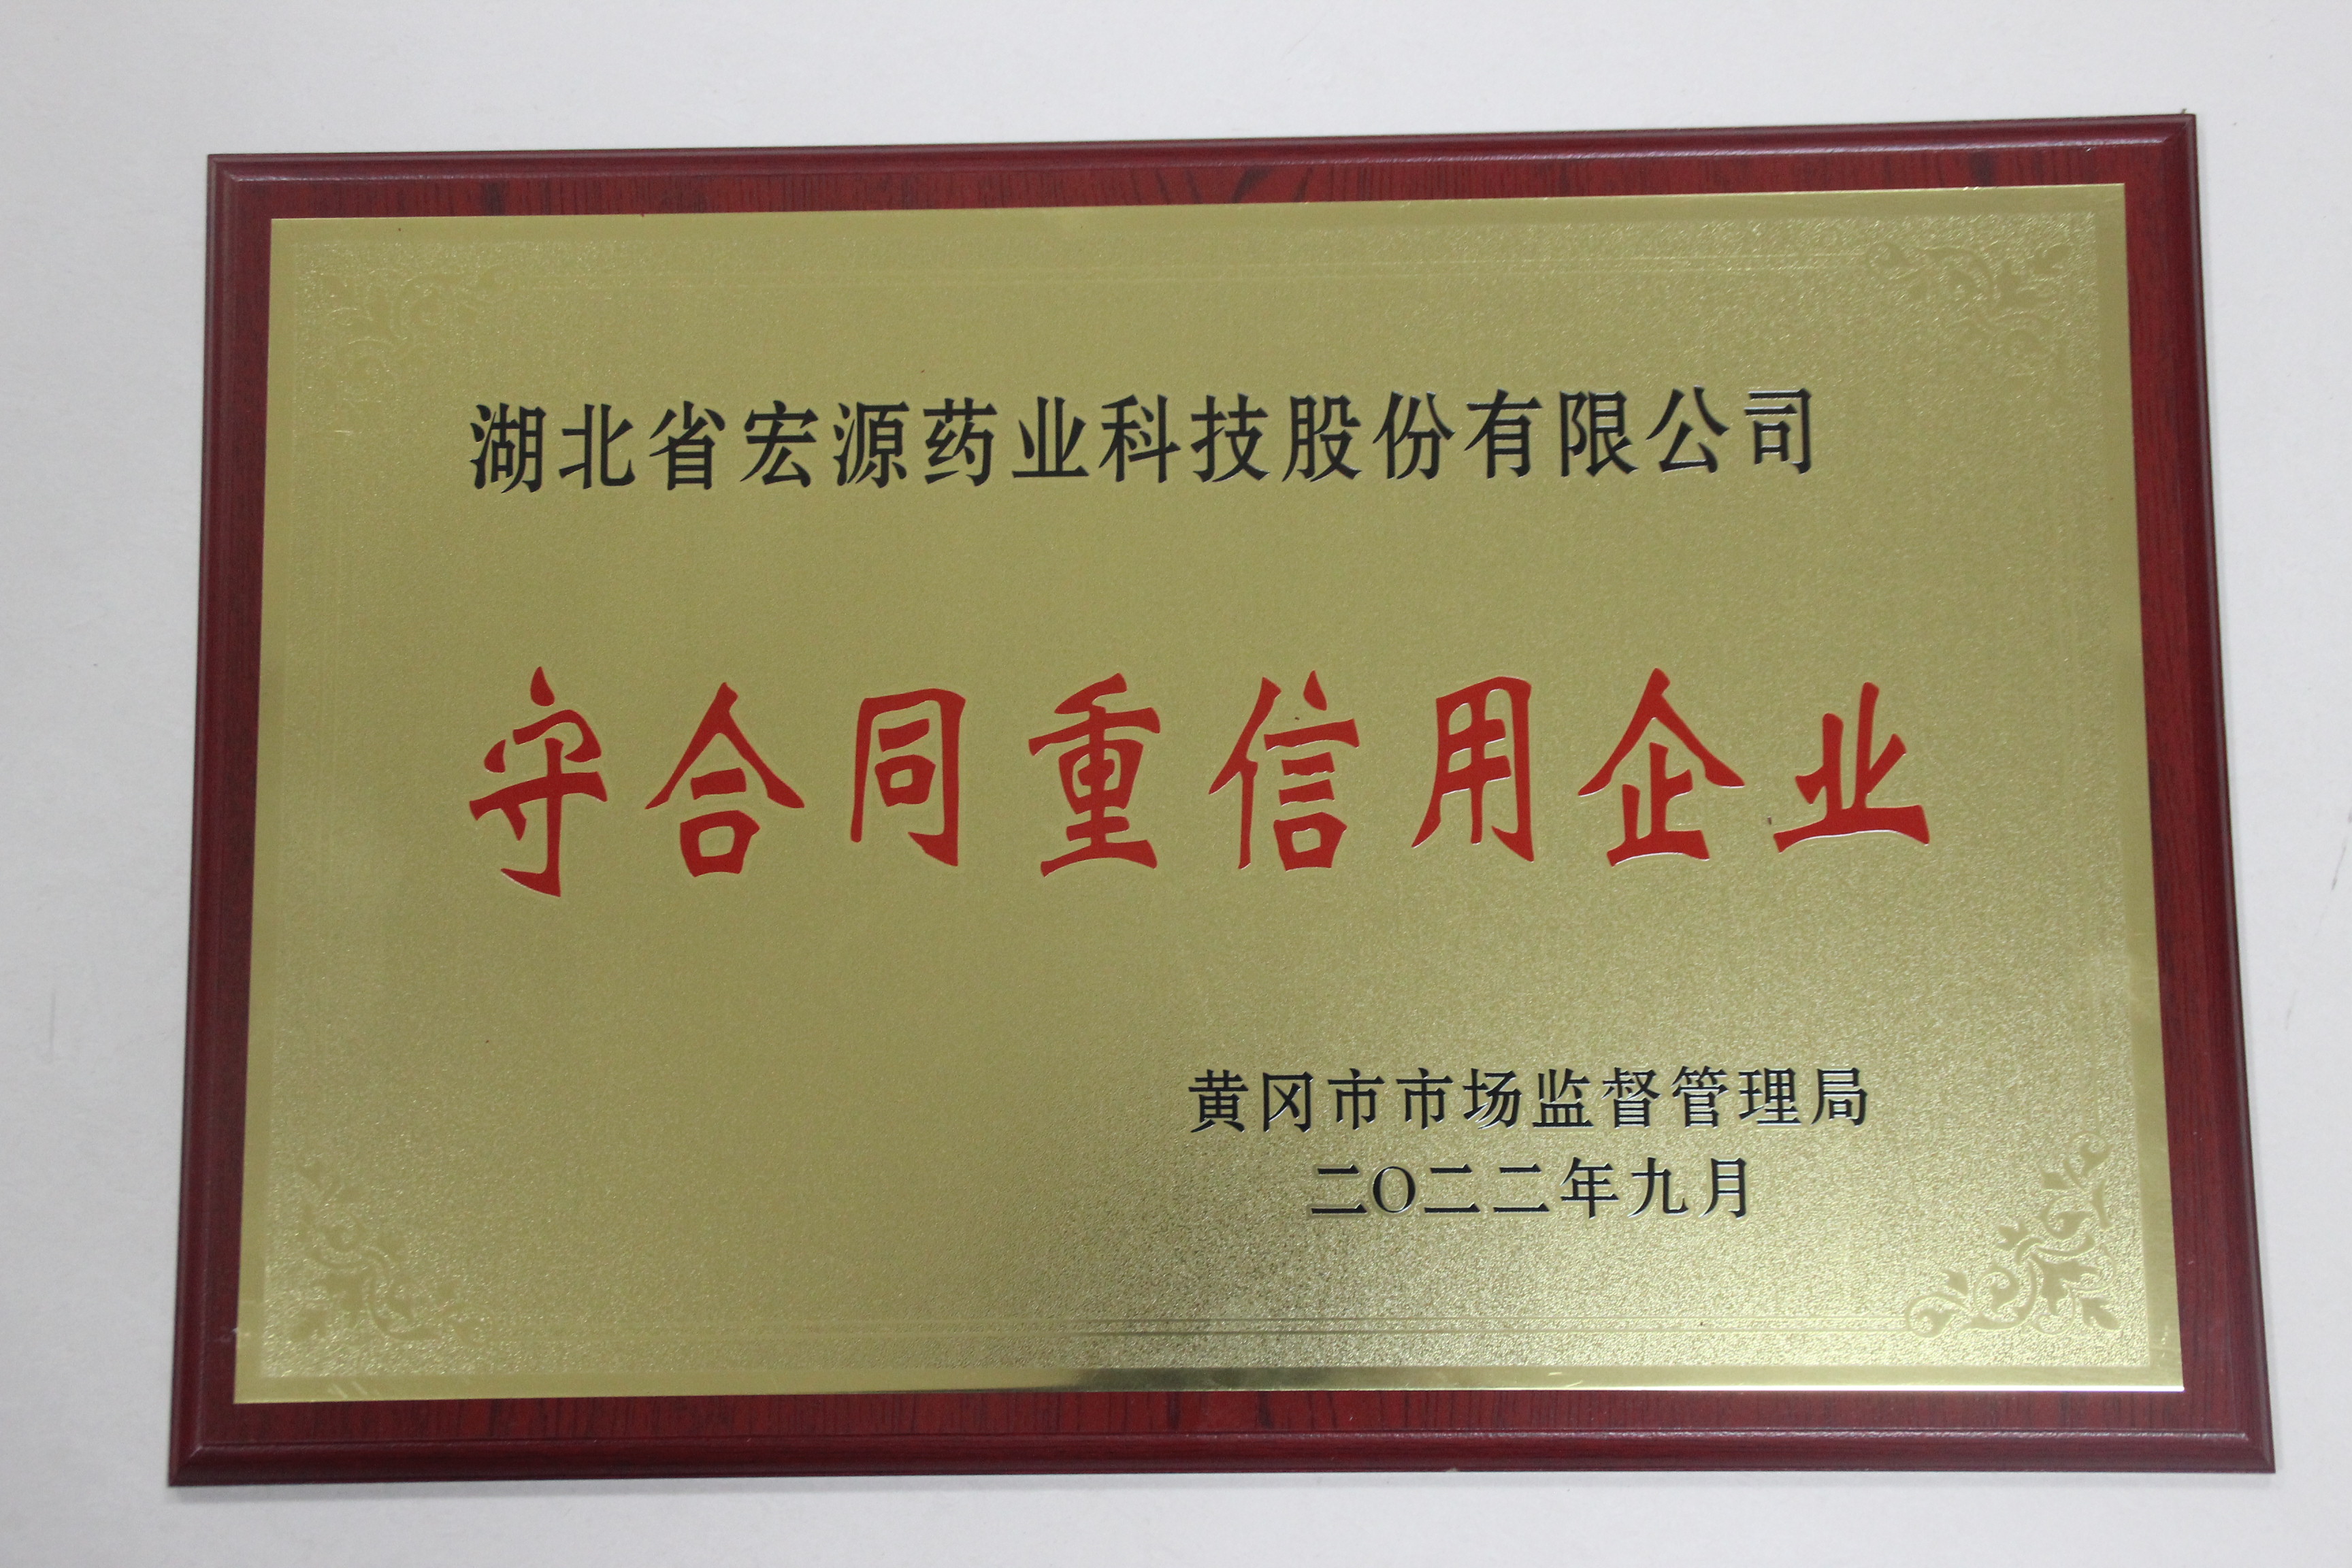 湖北省宏源药业科技股份有限公司
守合同重信用企业
黄冈市市场监督管理局
二O二二年九月